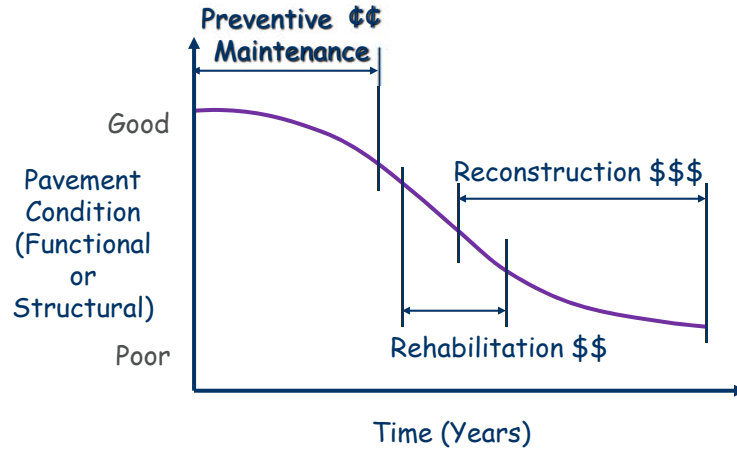 Preventive ¢¢
Maintenance
Good
Reconstruction $$$
Pavement
Condition
(Functional
or
Structural)
Rehabilitation $$
Poor
Time (Years)